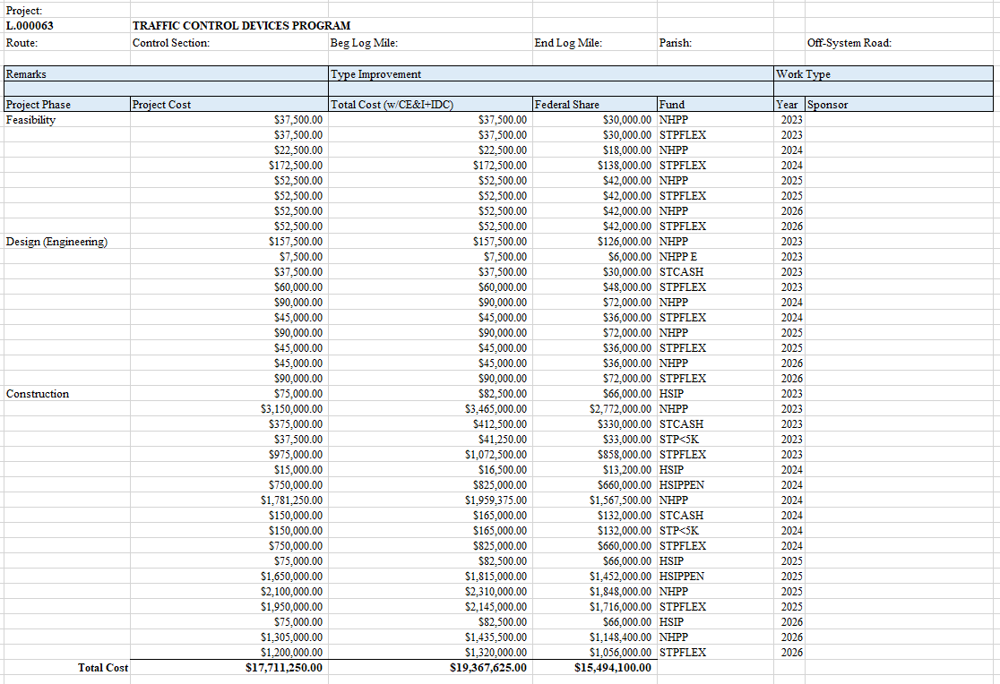 Project:
L.000063 TRAFFIC CONTROL DEVICES PROGRAM
Route: Control Section: Beg Log Mile: End Log Mile: Parish: Off-System Road:
Remarks Type Improvement Work Type
Project Phase Project Cost Total Cost (w/CE&I+IDC) Federal Share Fund Year Sponsor
Feasibility $37,500.00 $37,500.00 $30,000.00 NHPP 2023
$37,500.00 $37,500.00 $30,000.00 STPFLEX 2023
$22,500.00 $22,500.00 $18,000.00 NHPP 2024
$172,500.00 $172,500.00 $138,000.00 STPFLEX 2024
$52,500.00 $52,500.00 $42,000.00 NHPP 2025
$52,500.00 $52,500.00 $42,000.00 STPFLEX 2025
$52,500.00 $52,500.00 $42,000.00 NHPP 2026
$52,500.00 $52,500.00 $42,000.00 STPFLEX 2026
Design (Engineering) $157,500.00 $157,500.00 $126,000.00 NHPP 2023
$7,500.00 $7,500.00 $6,000.00 NHPP E 2023
$37,500.00 $37,500.00 $30,000.00 STCASH 2023
$60,000.00 $60,000.00 $48,000.00 STPFLEX 2023
$90,000.00 $90,000.00 $72,000.00 NHPP 2024
$45,000.00 $45,000.00 $36,000.00 STPFLEX 2024
$90,000.00 $90,000.00 $72,000.00 NHPP 2025
$45,000.00 $45,000.00 $36,000.00 STPFLEX 2025
$45,000.00 $45,000.00 $36,000.00 NHPP 2026
$90,000.00 $90,000.00 $72,000.00 STPFLEX 2026
Construction $75,000.00 $82,500.00 $66,000.00 HSIP 2023
$3,150,000.00 $3,465,000.00 $2,772,000.00 NHPP 2023
$375,000.00 $412,500.00 $330,000.00 STCASH 2023
$37,500.00 $41,250.00 $33,000.00 STP<5K 2023
$975,000.00 $1,072,500.00 $858,000.00 STPFLEX 2023
$15,000.00 $16,500.00 $13,200.00 HSIP 2024
$750,000.00 $825,000.00 $660,000.00 HSIPPEN 2024
$1,781,250.00 $1,959,375.00 $1,567,500.00 NHPP 2024
$150,000.00 $165,000.00 $132,000.00 STCASH 2024
$150,000.00 $165,000.00 $132,000.00 STP<5K 2024
$750,000.00 $825,000.00 $660,000.00 STPFLEX 2024
$75,000.00 $82,500.00 $66,000.00 HSIP 2025
$1,650,000.00 $1,815,000.00 $1,452,000.00 HSIPPEN 2025
$2,100,000.00 $2,310,000.00 $1,848,000.00 NHPP 2025
$1,950,000.00 $2,145,000.00 $1,716,000.00 STPFLEX 2025
$75,000.00 $82,500.00 $66,000.00 HSIP 2026
$1,305,000.00 $1,435,500.00 $1,148,400.00 NHPP 2026
$1,200,000.00 $1,320,000.00 $1,056,000.00 STPFLEX 2026
Total Cost $17,711,250.00 $19,367,625.00 $15,494,100.00